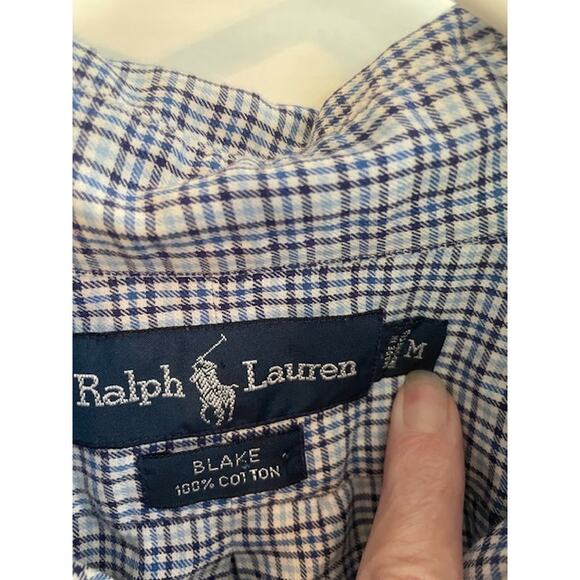 Ralph Lauren
M
BLAKE
100% COTTON